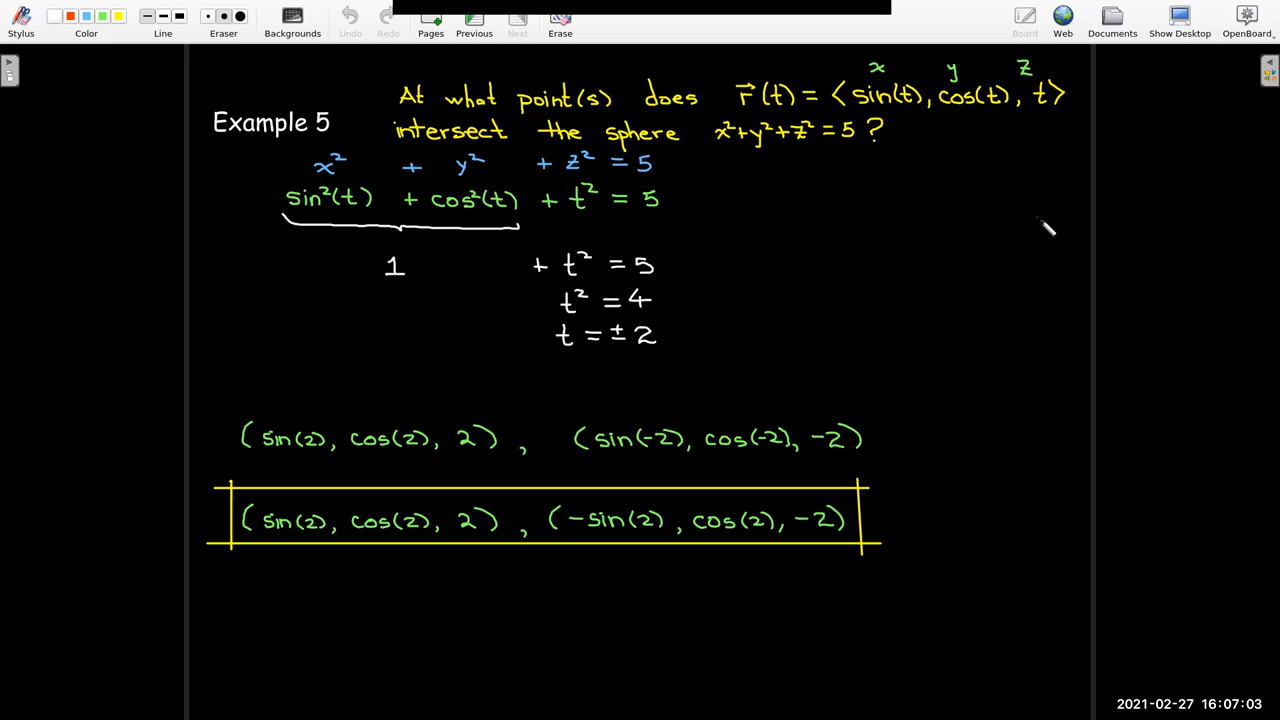 Stylus Color Line Eraser Backgrounds Undo Redo Pages Previous Next Erase Board Web Documents Show Desktop OpenBoard
x y z
At what point(s) does r⃗(t) = ⟨sin(t), cos(t), t⟩
Example 5
intersect the sphere x²+y²+z² = 5 ?
x² + y² + z² = 5
sin²(t) + cos²(t) + t² = 5
1 + t² = 5
t² = 4
t = ± 2
(sin(2), cos(2), 2) , (sin(-2), cos(-2), -2)
(sin(2), cos(2), 2) , (-sin(2), cos(2), -2)
2021-02-27 16:07:03